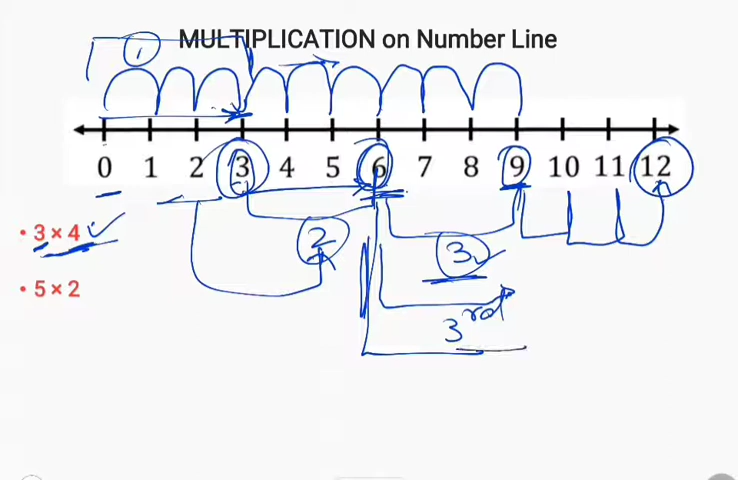 MULTIPLICATION on Number Line
1
0 1 2 3 4 5 6 7 8 9 10 11 12
• 3 × 4
2
3
• 5 × 2
3rd